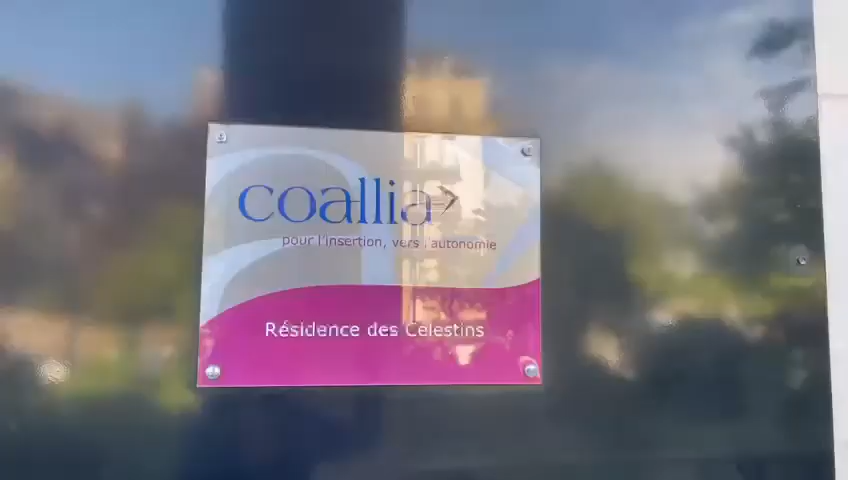 coallia
pour l'insertion, vers l'autonomie
Résidence des Célestins